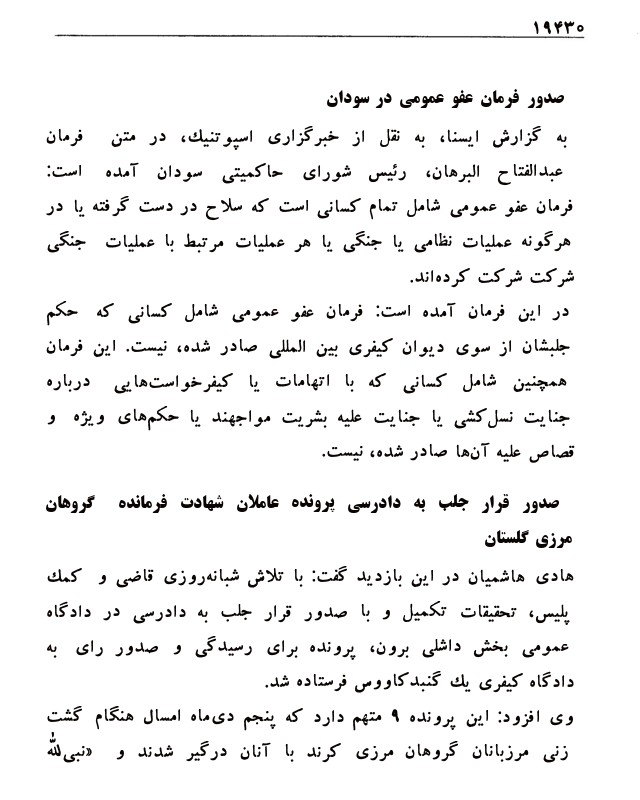 ۱۹۴۳۰
صدور فرمان عفو عمومی در سودان
به گزارش ایسنا، به نقل از خبرگزاری اسپوتنیك، در متن فرمان
عبدالفتاح البرهان، رئیس شورای حاکمیتی سودان آمده است:
فرمان عفو عمومی شامل تمام کسانی است که سلاح در دست گرفته یا در
هرگونه عملیات نظامی یا جنگی یا هر عملیات مرتبط با عملیات جنگی
شرکت شرکت کرده‌اند.
در این فرمان آمده است: فرمان عفو عمومی شامل کسانی که حکم
جلبشان از سوی دیوان کیفری بین المللی صادر شده، نیست. این فرمان
همچنین شامل کسانی که با اتهامات یا کیفرخواست‌هایی درباره
جنایت نسل‌کشی یا جنایت علیه بشریت مواجهند یا حکم‌های ویژه و
قصاص علیه آن‌ها صادر شده، نیست.
صدور قرار جلب به دادرسی پرونده عاملان شهادت فرمانده گروهان
مرزی گلستان
هادی هاشمیان در این بازدید گفت: با تلاش شبانه‌روزی قاضی و کمك
پلیس، تحقیقات تکمیل و با صدور قرار جلب به دادرسی در دادگاه
عمومی بخش داشلی برون، پرونده برای رسیدگی و صدور رای به
دادگاه کیفری یك گنبدکاووس فرستاده شد.
وی افزود: این پرونده ۹ متهم دارد که پنجم دی‌ماه امسال هنگام گشت
زنی مرزبانان گروهان مرزی کرند با آنان درگیر شدند و «نبی‌الله